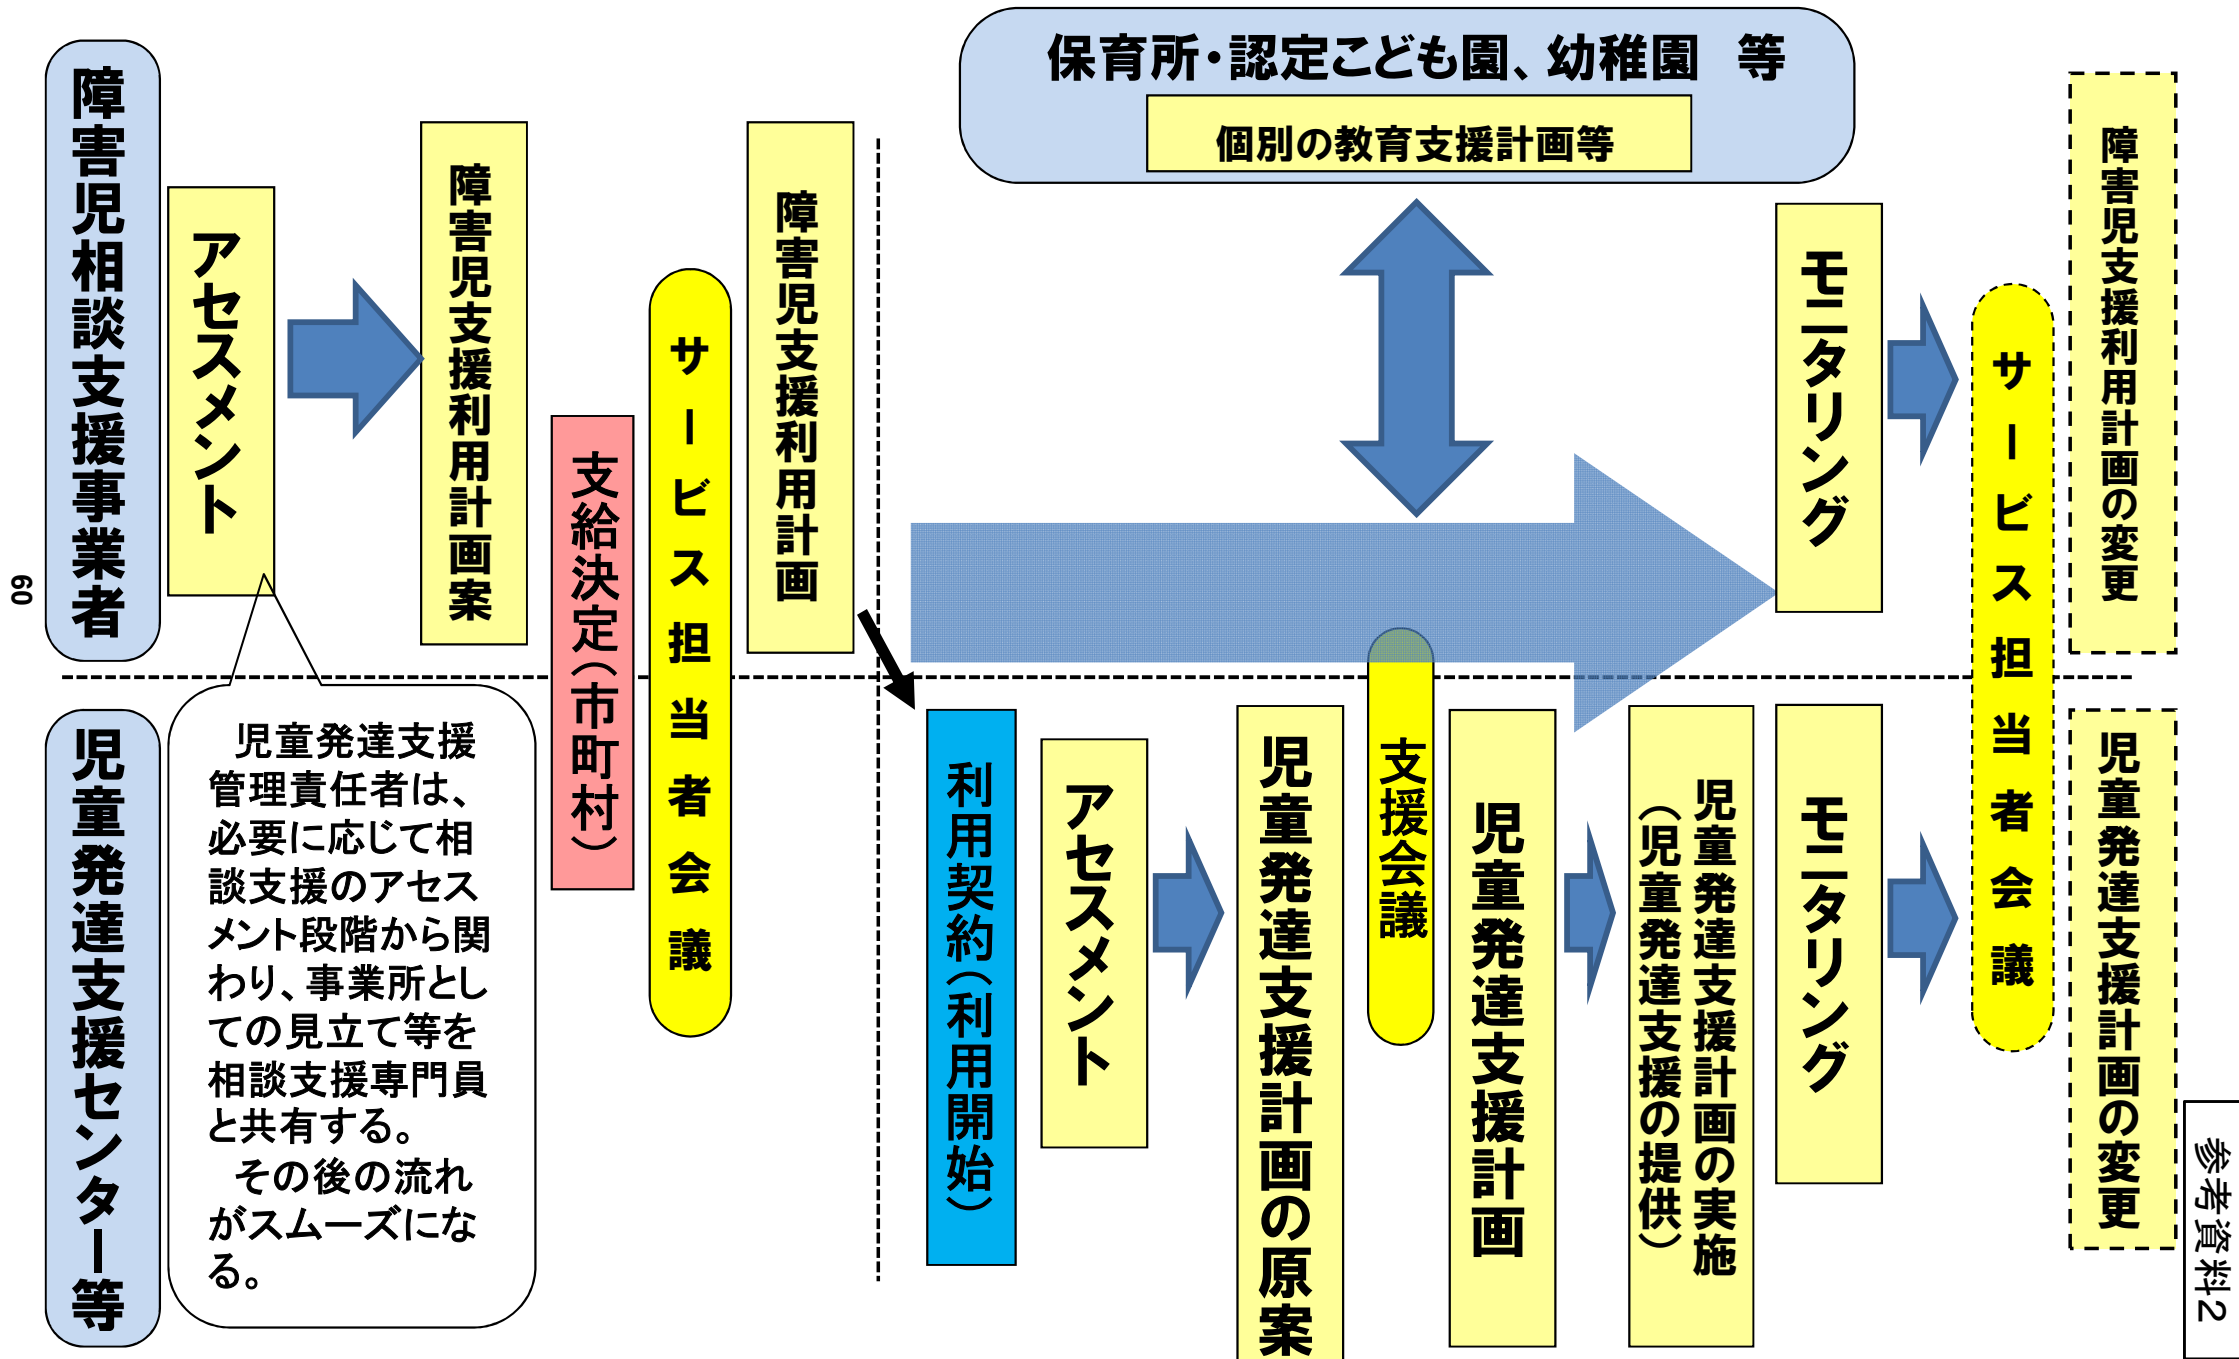 保育所・認定こども園、幼稚園　等
個別の教育支援計画等
障害児相談支援事業者
アセスメント
障害児支援利用計画案
支給決定（市町村）
サービス担当者会議
障害児支援利用計画
モニタリング
サービス担当者会議
障害児支援利用計画の変更
60
児童発達支援センター等
児童発達支援
管理責任者は、
必要に応じて相
談支援のアセス
メント段階から関
わり、事業所とし
ての見立て等を
相談支援専門員
と共有する。
その後の流れ
がスムーズにな
る。
利用契約（利用開始）
アセスメント
児童発達支援計画の原案
支援会議
児童発達支援計画
児童発達支援計画の実施
（児童発達支援の提供）
モニタリング
児童発達支援計画の変更
参考資料２